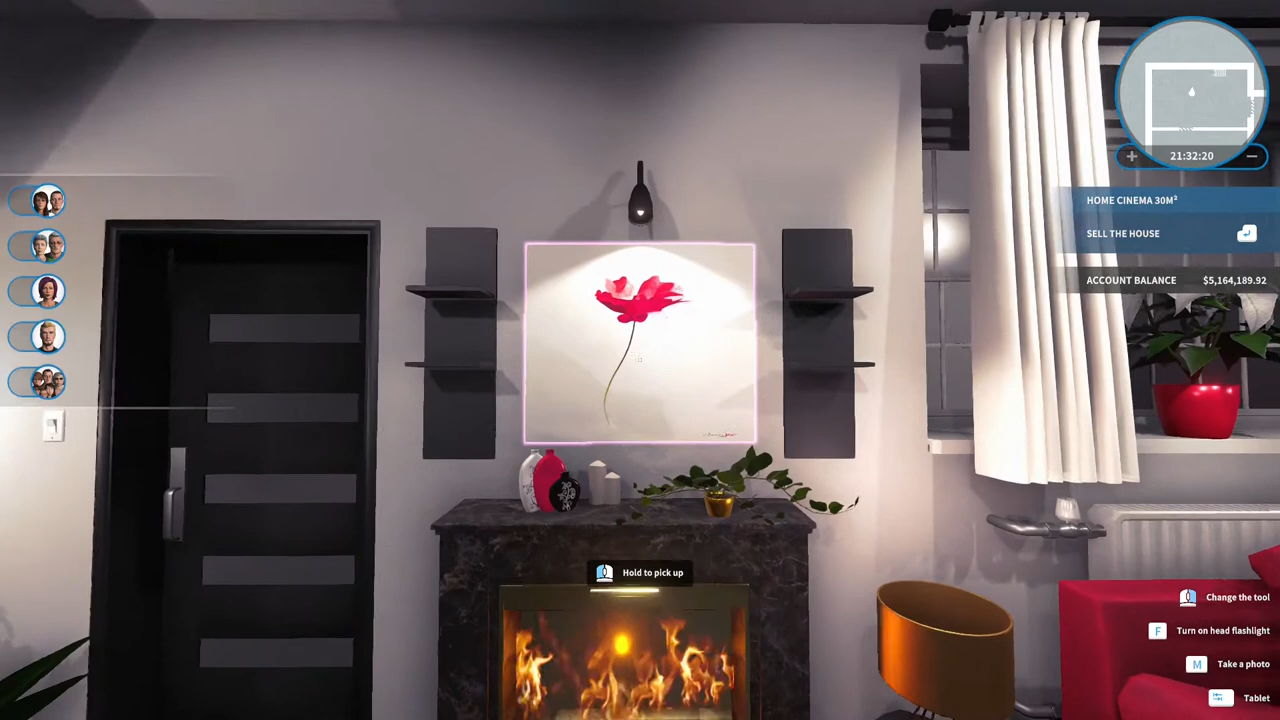 21:32:20
HOME CINEMA 30M²
SELL THE HOUSE
ACCOUNT BALANCE $5,164,189.92
Hold to pick up
Change the tool
F Turn on head flashlight
M Take a photo
Tablet